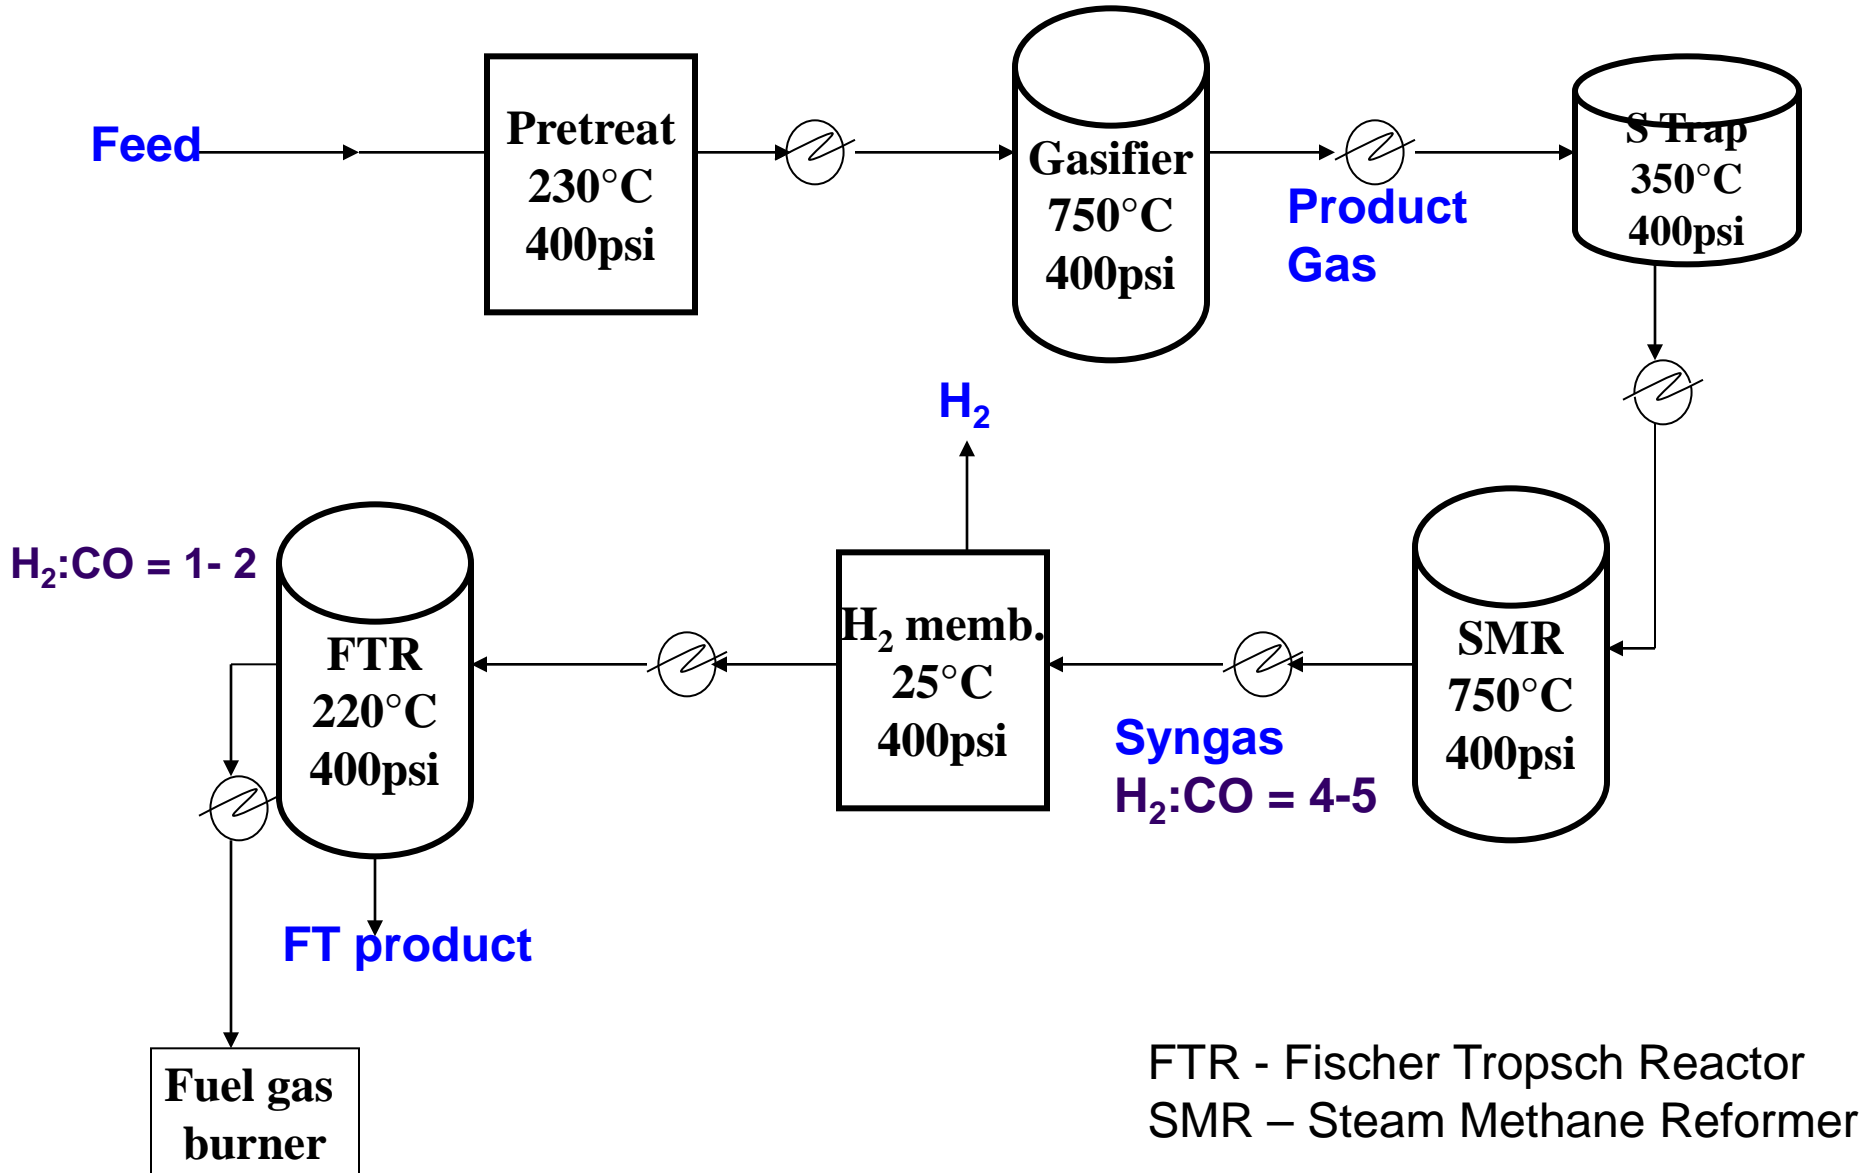 Feed
Pretreat
230°C
400psi
Gasifier
750°C
400psi
Product
Gas
S Trap
350°C
400psi
H₂
H₂:CO = 1- 2
FTR
220°C
400psi
H₂ memb.
25°C
400psi
Syngas
H₂:CO = 4-5
SMR
750°C
400psi
FT product
Fuel gas
burner
FTR - Fischer Tropsch Reactor
SMR – Steam Methane Reformer